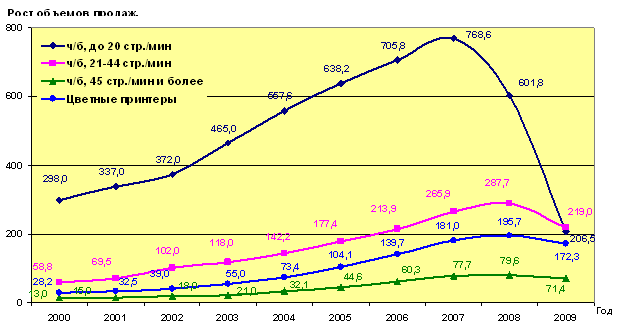 Рост объемов продаж.
800
600
400
200
0
ч/б, до 20 стр./мин
ч/б, 21-44 стр./мин
ч/б, 45 стр./мин и более
Цветные принтеры
298,0 337,0 372,0 465,0 557,6 638,2 705,8 768,6 601,8 206,5
58,8 69,5 102,0 118,0 142,2 177,4 213,9 265,9 287,7 219,0
28,2 32,5 39,0 55,0 73,4 104,1 139,7 181,0 195,7 172,3
13,0 15,0 19,0 21,0 32,1 44,6 60,3 77,7 79,6 71,4
2000 2001 2002 2003 2004 2005 2006 2007 2008 2009
Год